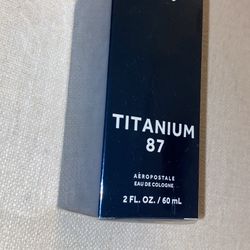 TITANIUM
87
AÉROPOSTALE
EAU DE COLOGNE
2 FL. OZ. / 60 mL